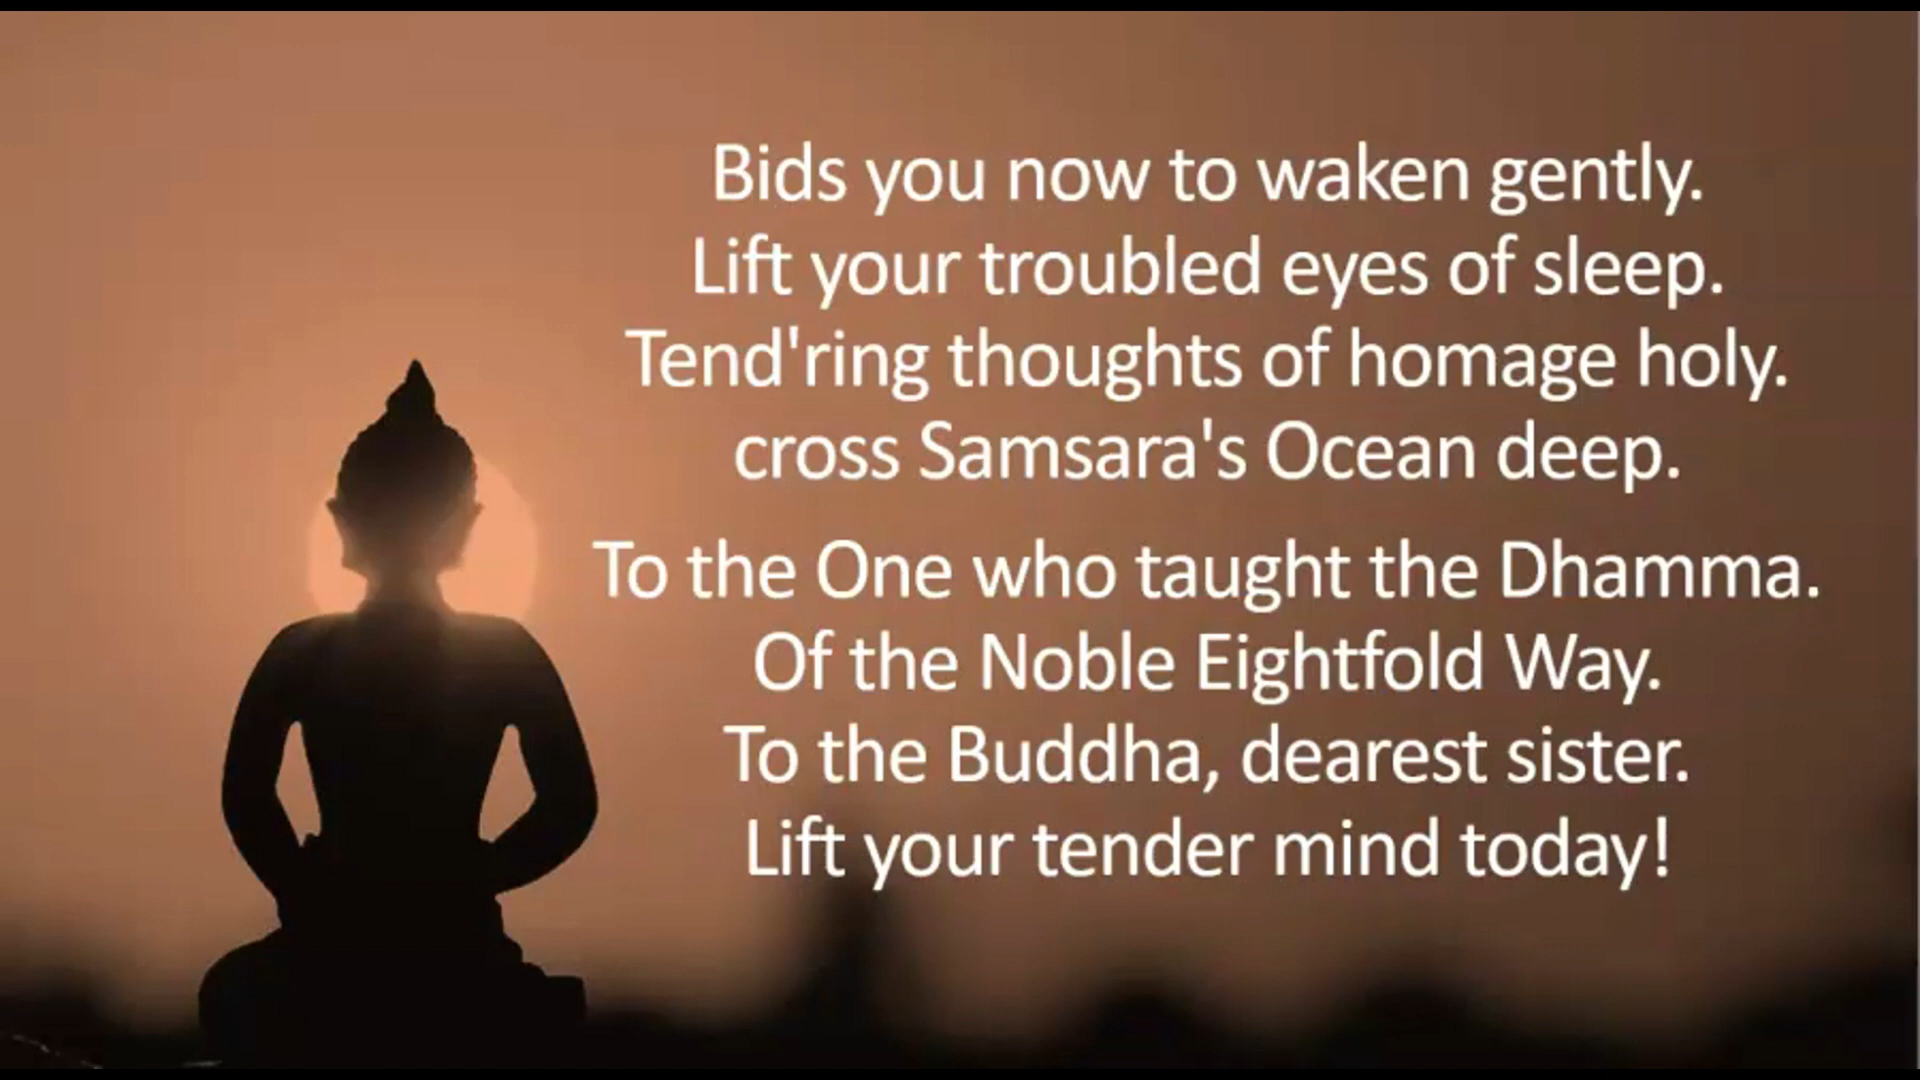 Bids you now to waken gently.
Lift your troubled eyes of sleep.
Tend'ring thoughts of homage holy.
cross Samsara's Ocean deep.
To the One who taught the Dhamma.
Of the Noble Eightfold Way.
To the Buddha, dearest sister.
Lift your tender mind today!